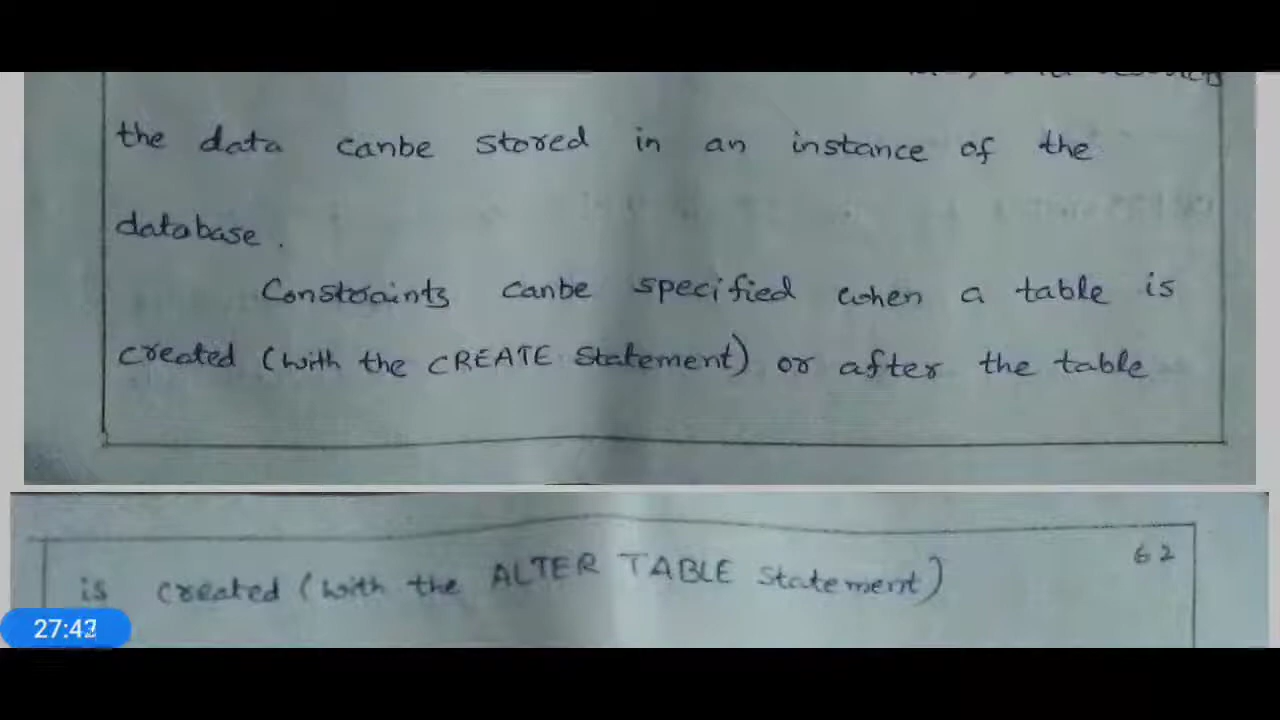 the data canbe stored in an instance of the
database.
Constraints canbe specified when a table is
created (with the CREATE Statement) or after the table
62
is created (with the ALTER TABLE Statement)
27:42